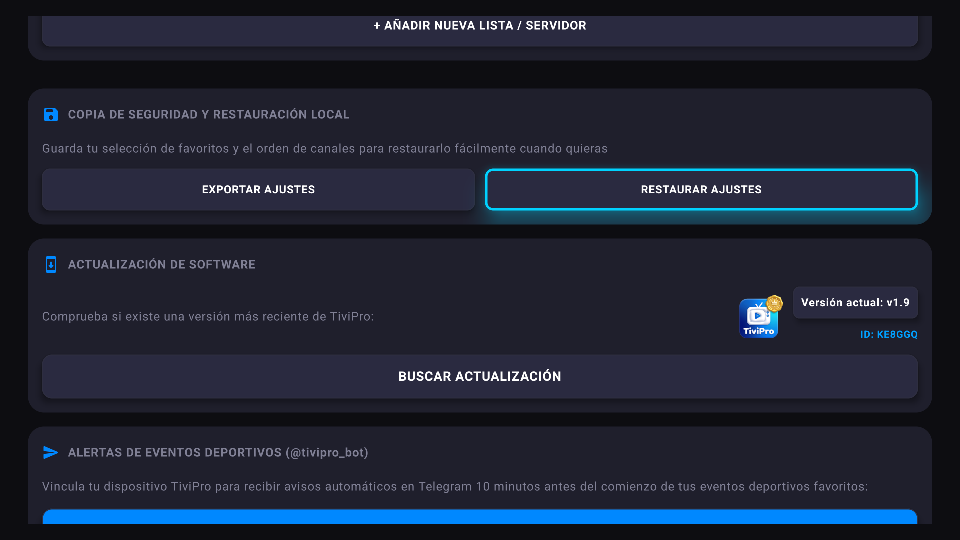 + AÑADIR NUEVA LISTA / SERVIDOR
COPIA DE SEGURIDAD Y RESTAURACIÓN LOCAL
Guarda tu selección de favoritos y el orden de canales para restaurarlo fácilmente cuando quieras
EXPORTAR AJUSTES
RESTAURAR AJUSTES
ACTUALIZACIÓN DE SOFTWARE
Comprueba si existe una versión más reciente de TiviPro:
TiviPro
Versión actual: v1.9
ID: KE8GGQ
BUSCAR ACTUALIZACIÓN
ALERTAS DE EVENTOS DEPORTIVOS (@tivipro_bot)
Vincula tu dispositivo TiviPro para recibir avisos automáticos en Telegram 10 minutos antes del comienzo de tus eventos deportivos favoritos: